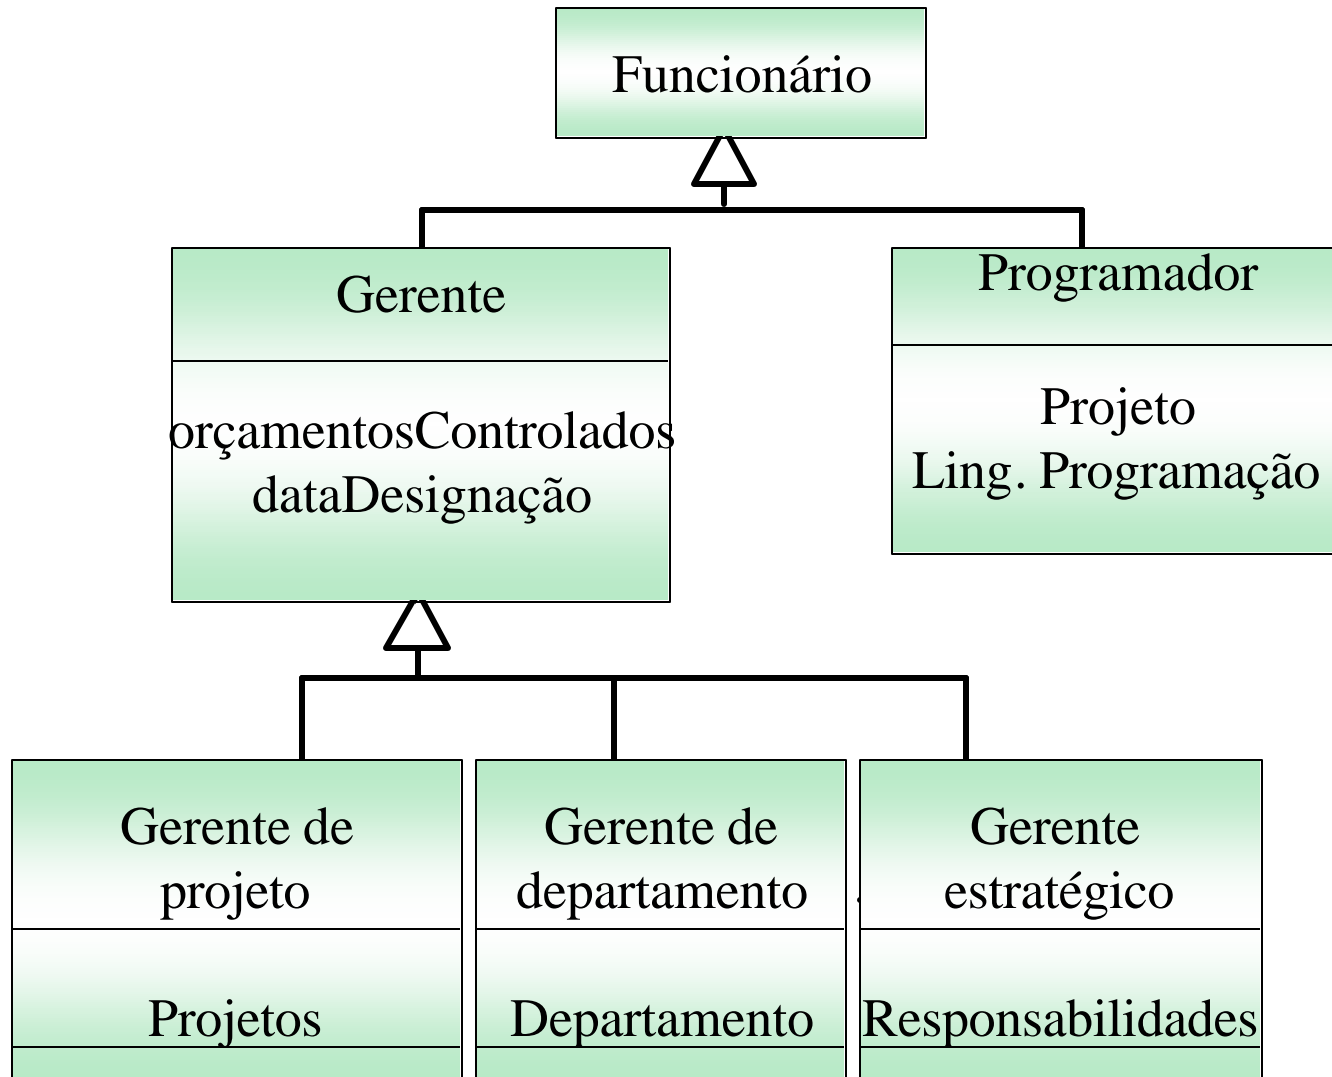 Funcionário
Gerente
orçamentosControlados
dataDesignação
Programador
Projeto
Ling. Programação
Gerente de
projeto
Projetos
Gerente de
departamento
Departamento
Gerente
estratégico
Responsabilidades